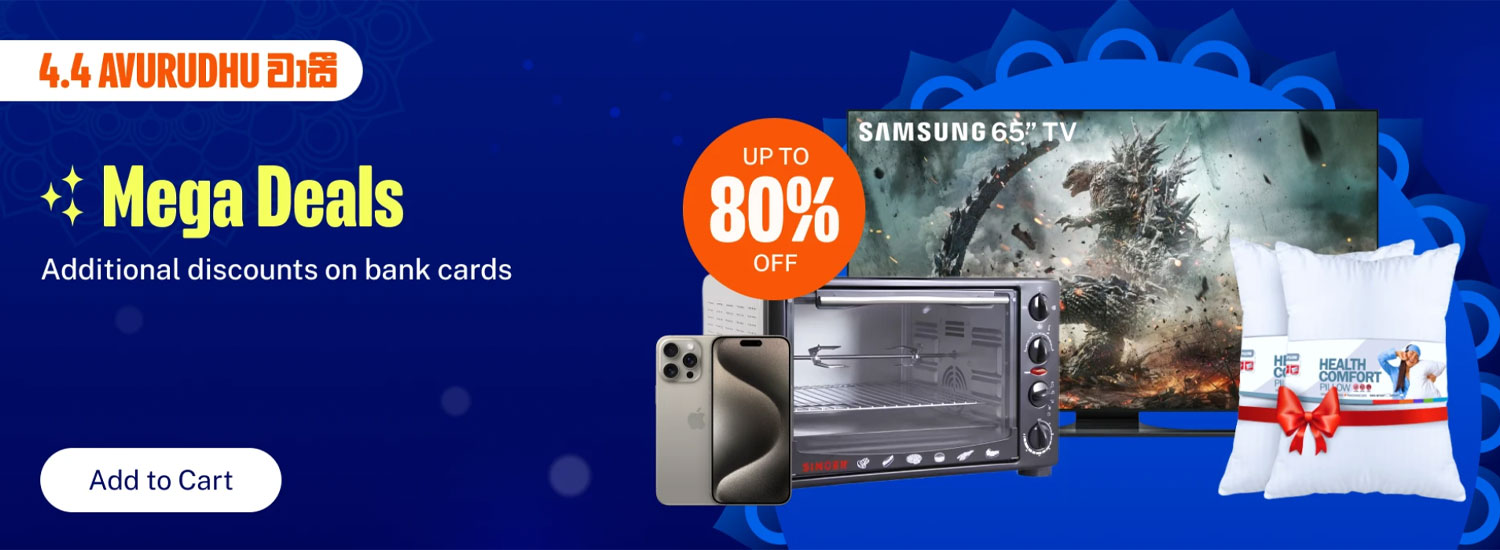 4.4 AVURUDHU වාසි
Mega Deals
Additional discounts on bank cards
Add to Cart
UP TO
80%
OFF
SAMSUNG 65” TV
SINGER
HEALTH
COMFORT
PILLOW